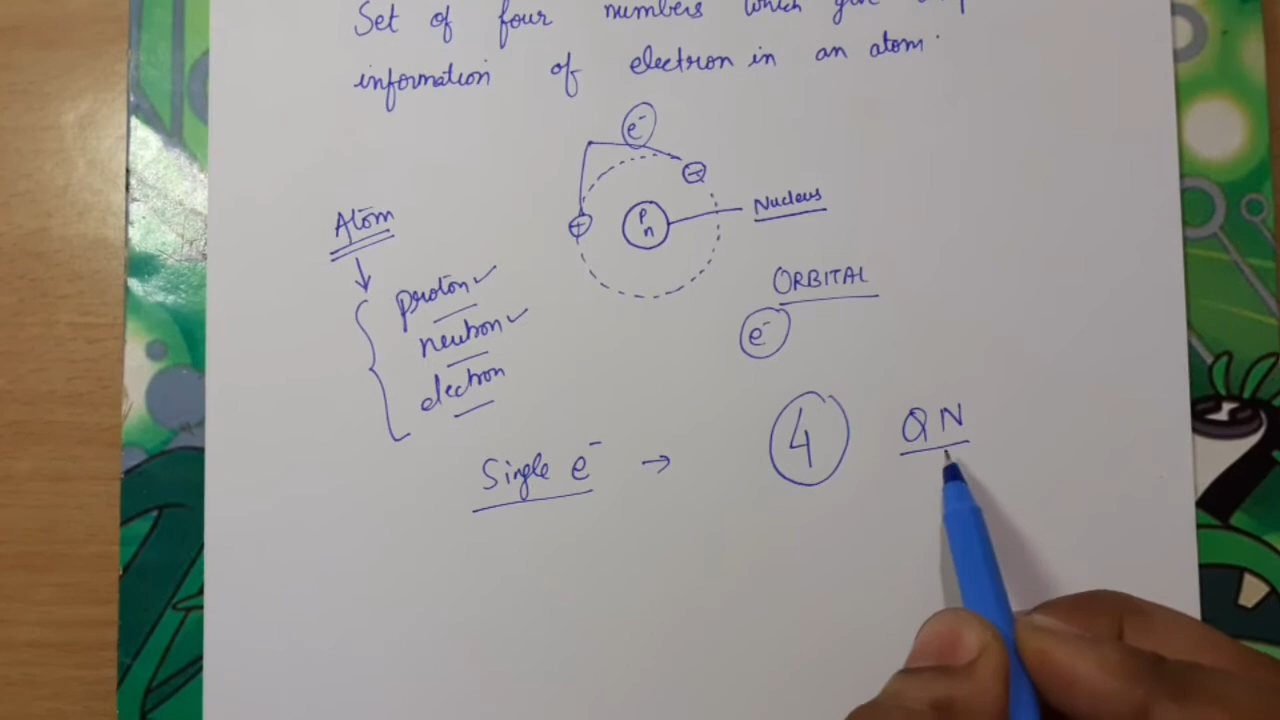 Set of four numbers which
information of electron in an atom.
e⁻
−
Nucleus
P
n
Atom
proton ✓
neutron ✓
electron
ORBITAL
e⁻
Single e⁻ → 4 QN